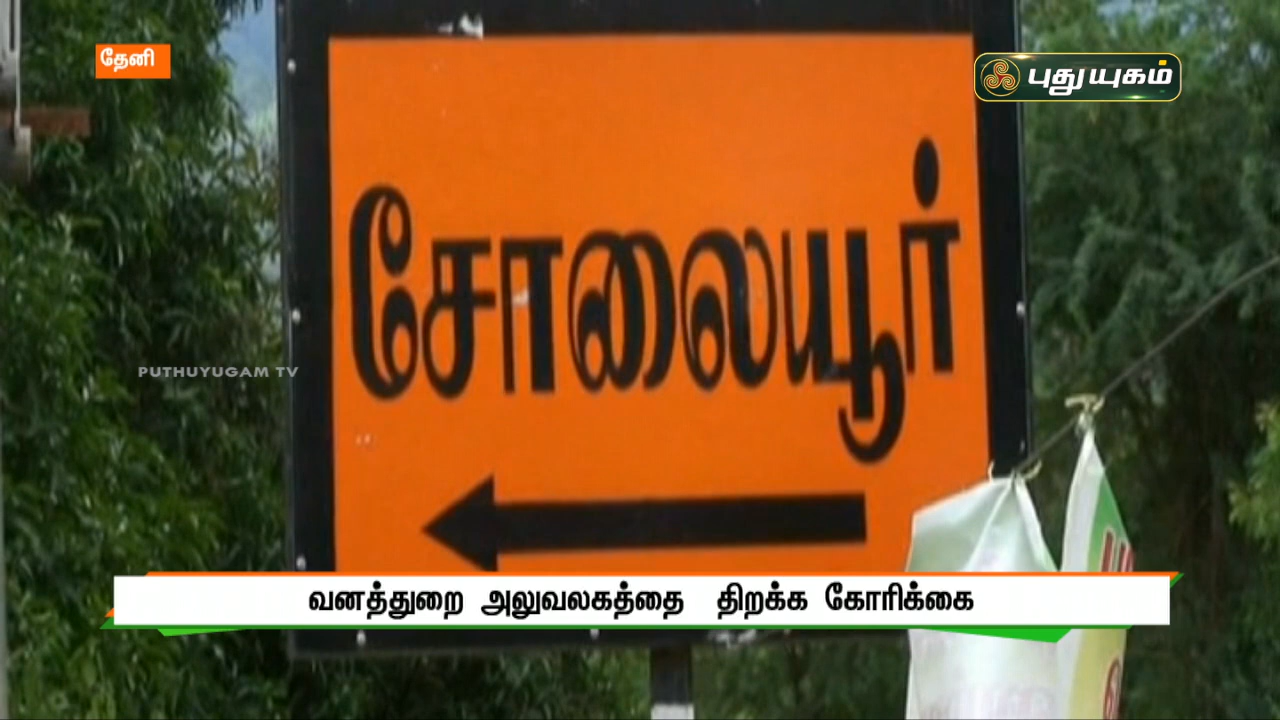 தேனி
புதுயுகம்
சோலையூர்
PUTHUYUGAM TV
வனத்துறை அலுவலகத்தை திறக்க கோரிக்கை